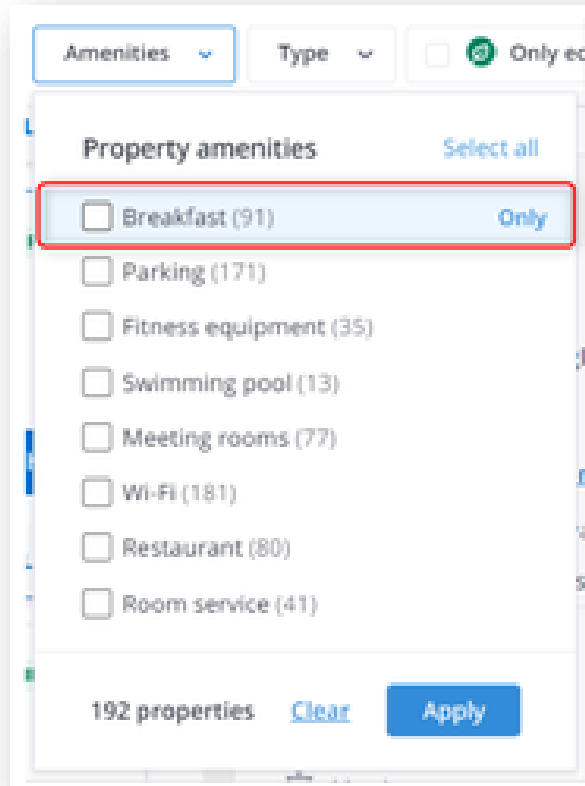 Amenities Type Only ec
Property amenities Select all
Breakfast (91) Only
Parking (171)
Fitness equipment (35)
Swimming pool (13)
Meeting rooms (77)
Wi-Fi (181)
Restaurant (80)
Room service (41)
192 properties Clear Apply